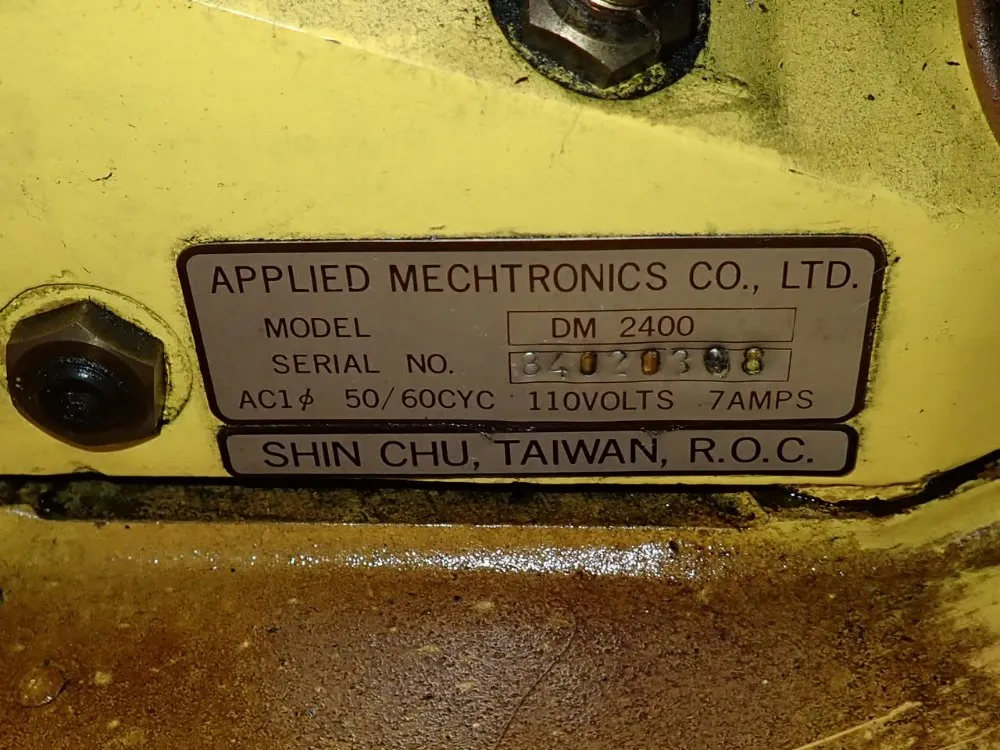 APPLIED MECHTRONICS CO., LTD.
MODEL DM 2400
SERIAL NO.
AC1ϕ 50/60CYC 110VOLTS 7AMPS
SHIN CHU, TAIWAN, R.O.C.